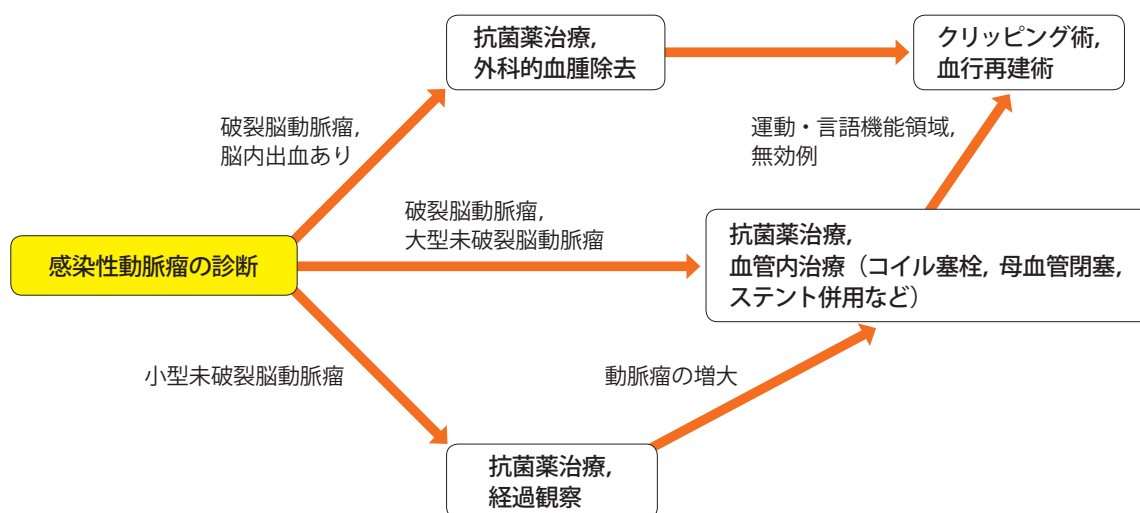 抗菌薬治療,
外科的血腫除去
クリッピング術,
血行再建術
破裂脳動脈瘤,
脳内出血あり
運動・言語機能領域,
無効例
破裂脳動脈瘤,
大型未破裂脳動脈瘤
感染性動脈瘤の診断
抗菌薬治療,
血管内治療（コイル塞栓, 母血管閉塞,
ステント併用など）
小型未破裂脳動脈瘤
動脈瘤の増大
抗菌薬治療,
経過観察